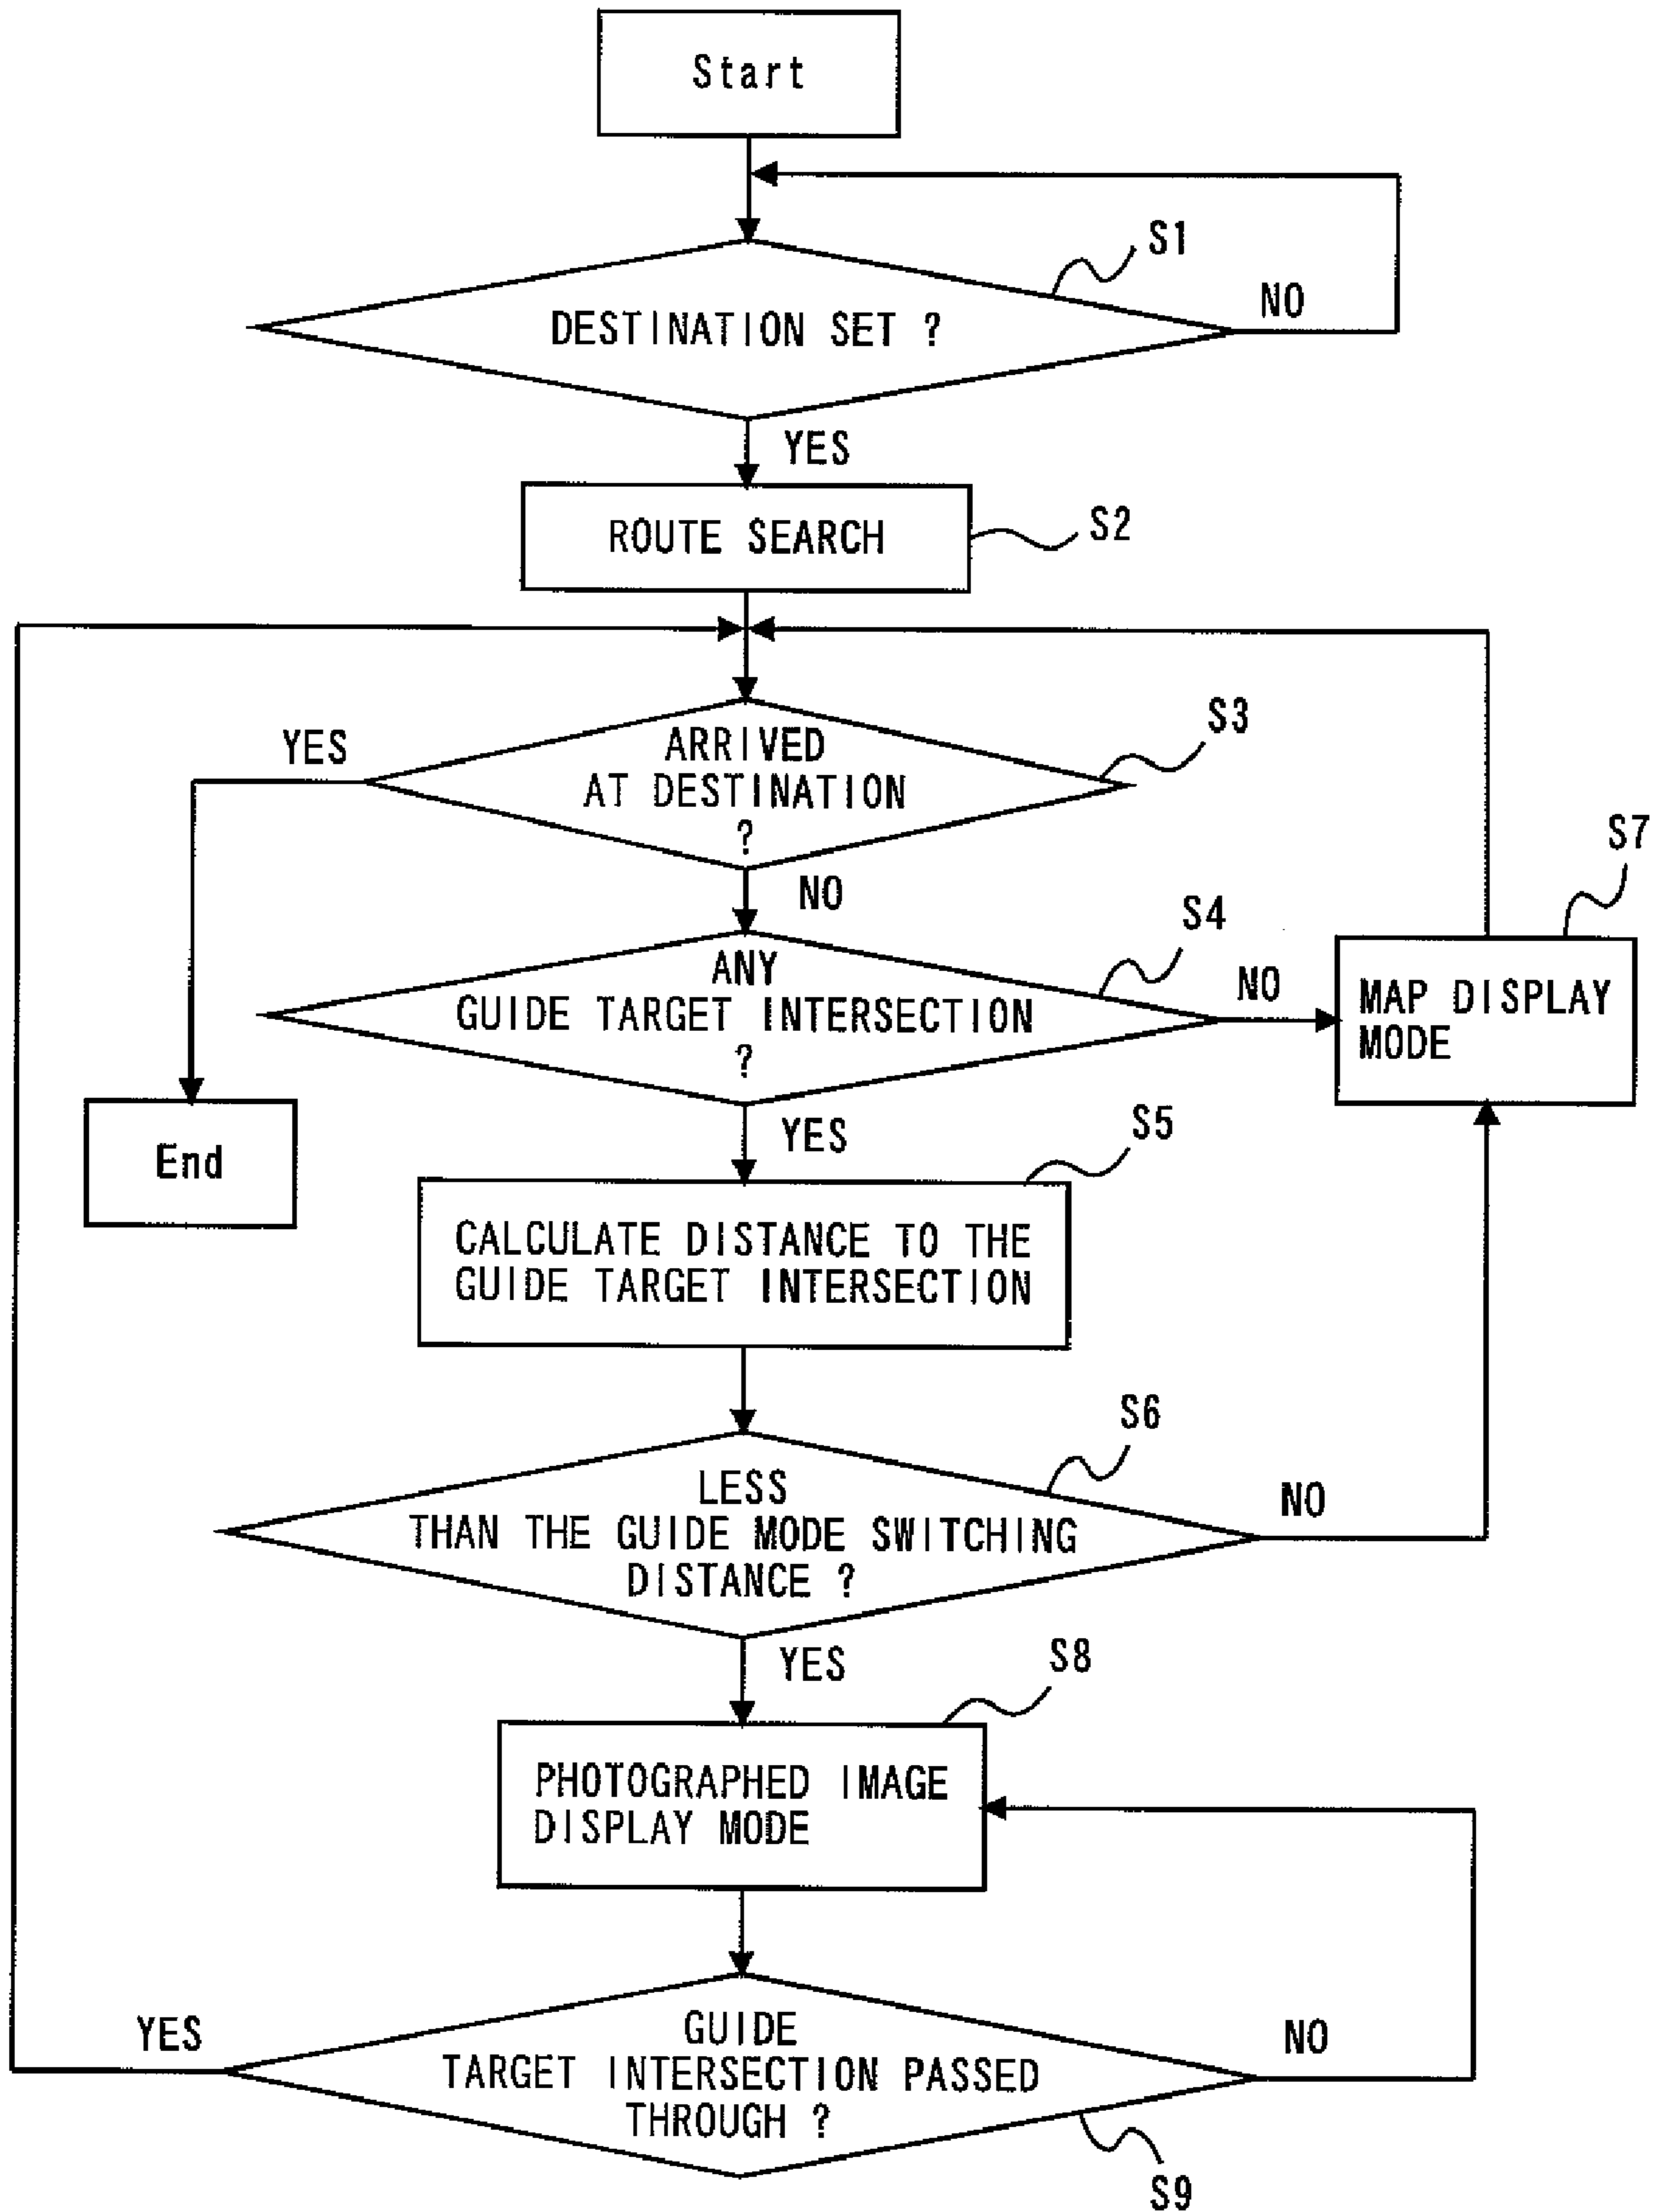 Start
S1
DESTINATION SET ?
NO
YES
ROUTE SEARCH
S2
S3
YES
ARRIVED
AT DESTINATION
?
NO
S7
S4
ANY
GUIDE TARGET INTERSECTION
?
NO
MAP DISPLAY
MODE
End
YES
S5
CALCULATE DISTANCE TO THE
GUIDE TARGET INTERSECTION
S6
LESS
THAN THE GUIDE MODE SWITCHING
DISTANCE ?
NO
YES
S8
PHOTOGRAPHED IMAGE
DISPLAY MODE
YES
GUIDE
TARGET INTERSECTION PASSED
THROUGH ?
NO
S9